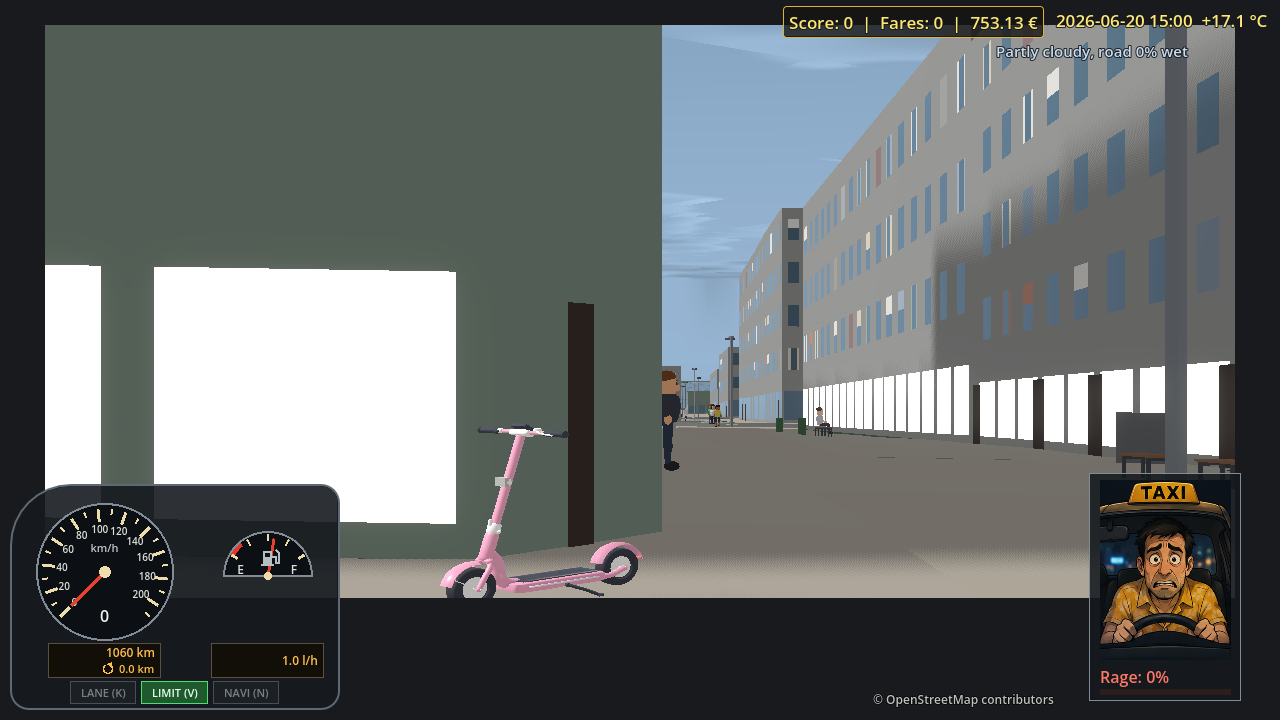 Score: 0 | Fares: 0 | 753.13 €
2026-06-20 15:00 +17.1 °C
Partly cloudy, road 0% wet
0 20 40 60 80 100 120 140 160 180 200
km/h
0
E F
1060 km
0.0 km
1.0 l/h
LANE (K)
LIMIT (V)
NAVI (N)
TAXI
Rage: 0%
© OpenStreetMap contributors